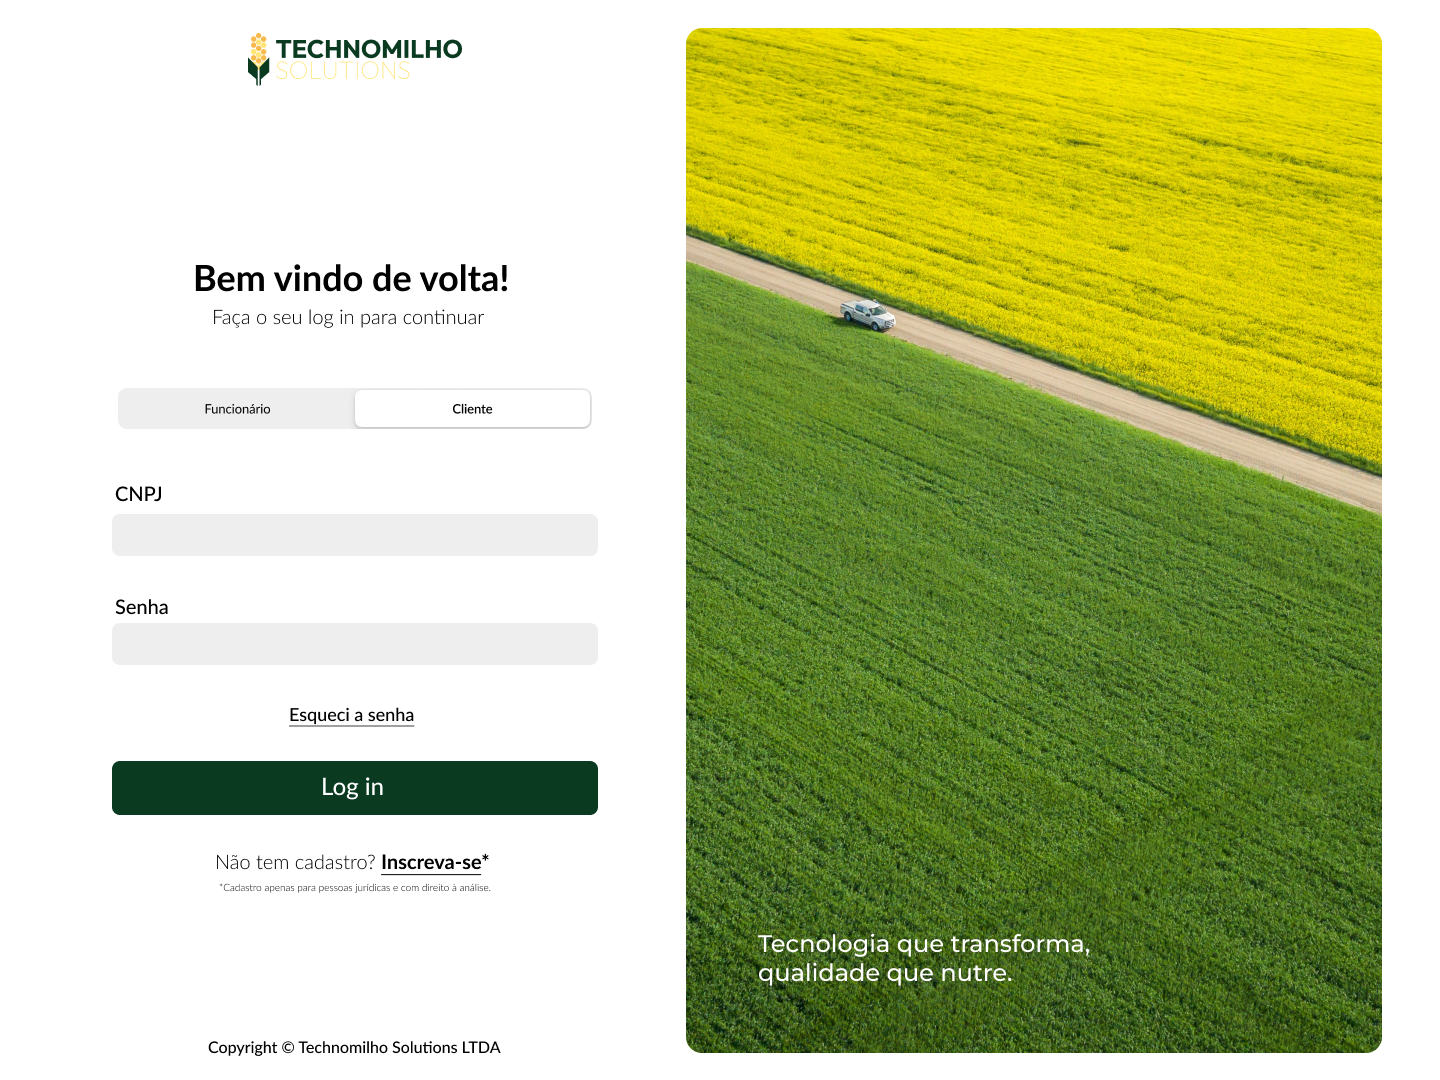 TECHNOMILHO
SOLUTIONS
Bem vindo de volta!
Faça o seu log in para continuar
Funcionário
Cliente
CNPJ
Senha
Esqueci a senha
Log in
Não tem cadastro? Inscreva-se*
*Cadastro apenas para pessoas jurídicas e com direito à análise.
Copyright © Technomilho Solutions LTDA
Tecnologia que transforma,
qualidade que nutre.